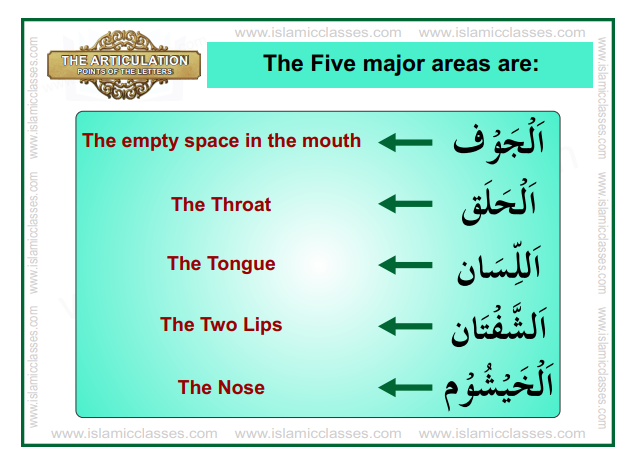 www.islamicclasses.com www.islamicclasses.com
THE ARTICULATION
POINTS OF THE LETTERS
The Five major areas are:
The empty space in the mouth اَلْجَوْف
The Throat اَلْحَلَق
The Tongue اَللِّسَان
The Two Lips اَلشَّفْتَان
The Nose اَلْخَيْشُوْم
www.islamicclasses.com www.islamicclasses.com www.islamicclasses.com
www.islamicclasses.com
www.islamicclasses.com
www.islamicclasses.com
www.islamicclasses.com
www.islamicclasses.com
www.islamicclasses.com